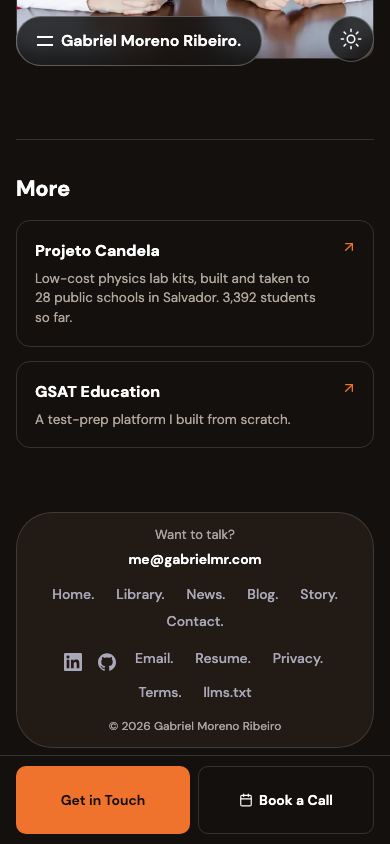 Gabriel Moreno Ribeiro.
More
Projeto Candela
Low-cost physics lab kits, built and taken to
28 public schools in Salvador. 3,392 students
so far.
GSAT Education
A test-prep platform I built from scratch.
Want to talk?
me@gabrielmr.com
Home. Library. News. Blog. Story.
Contact.
Email. Resume. Privacy.
Terms. llms.txt
© 2026 Gabriel Moreno Ribeiro
Get in Touch Book a Call